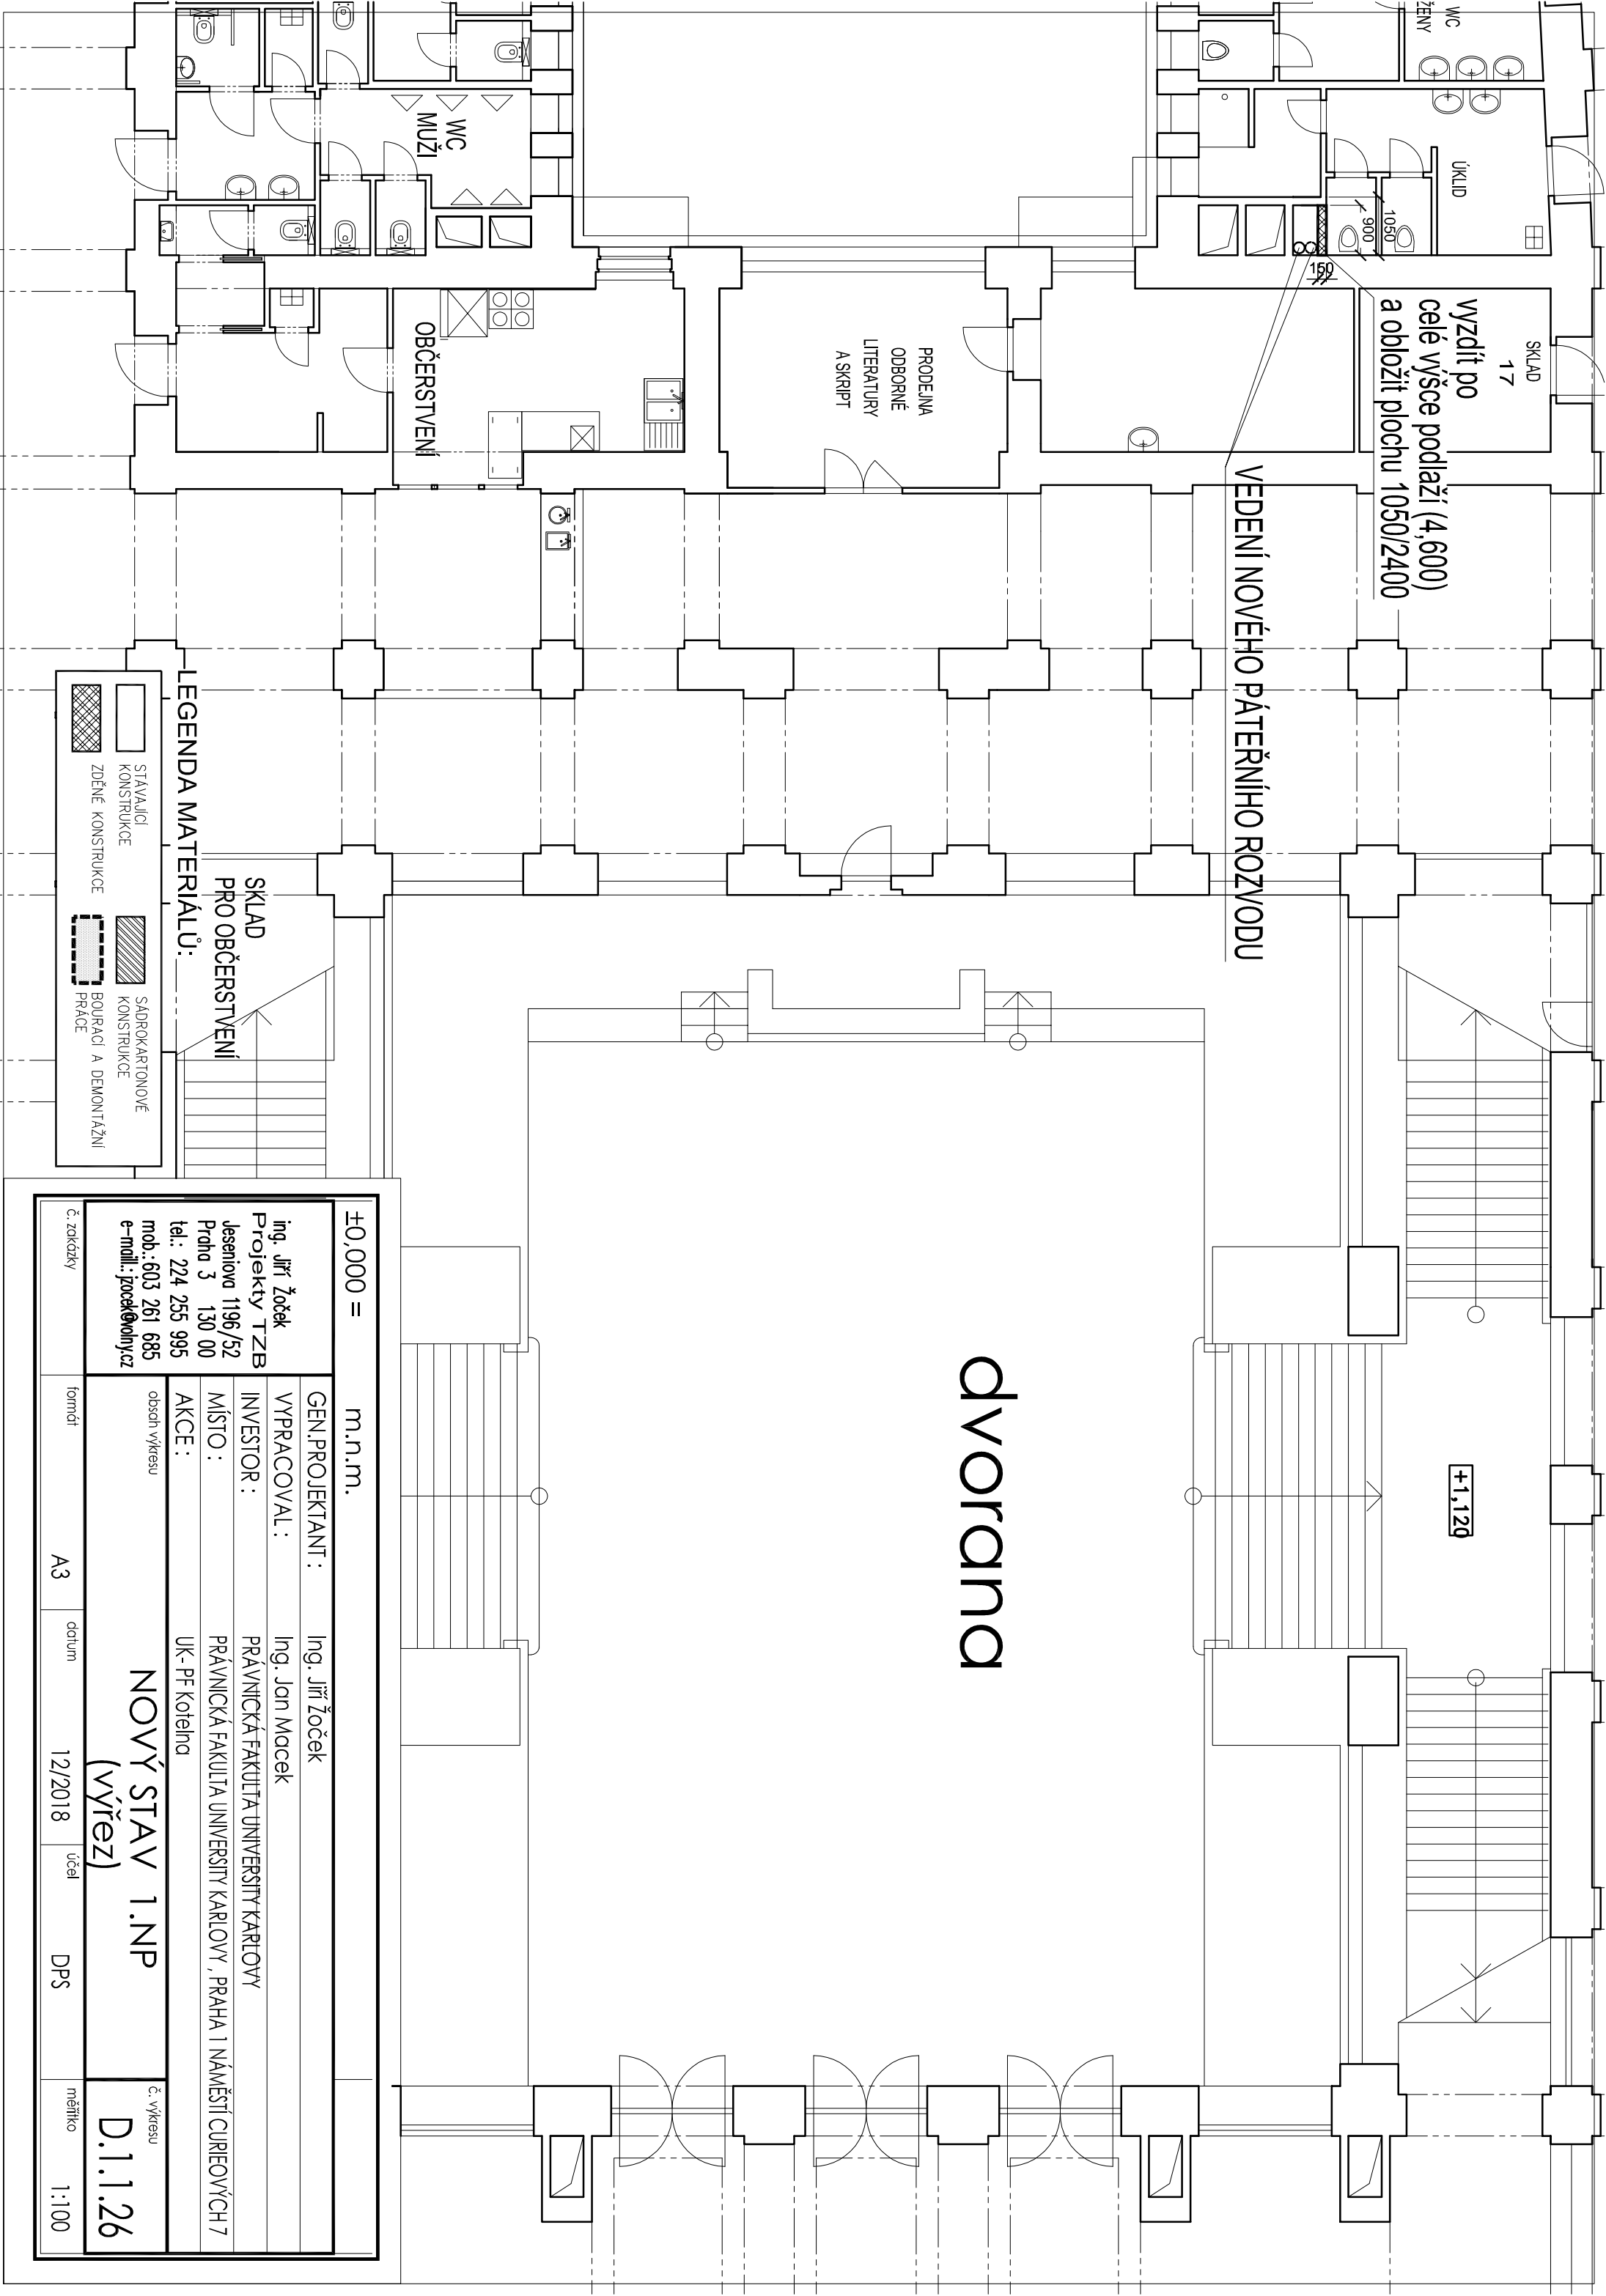 WC
ŽENY
ÚKLID
WC
MUŽI
1050
900
150
SKLAD
17
vyzdít po
celé výšce podlaží (4,600)
a obložit plochu 1050/2400
PRODEJNA
ODBORNÉ
LITERATURY
A SKRIPT
OBČERSTVENÍ
VEDENÍ NOVÉHO PÁTEŘNÍHO ROZVODU
SKLAD
PRO OBČERSTVENÍ
LEGENDA MATERIÁLŮ:
STÁVAJÍCÍ
KONSTRUKCE
ZDĚNÉ KONSTRUKCE
SÁDROKARTONOVÉ
KONSTRUKCE
BOURACÍ A DEMONTÁŽNÍ
PRÁCE
dvorana
+1,120
±0,000 = m.n.m.
ing. Jiří Žoček
Projekty TZB
Jeseniova 1196/52
Praha 3 130 00
tel.: 224 255 995
mob.:603 261 685
e-mail.: jzocek@volny.cz
GEN.PROJEKTANT : Ing. Jiří Žoček
VYPRACOVAL : Ing. Jan Macek
INVESTOR : PRÁVNICKÁ FAKULTA UNIVERSITY KARLOVY
MÍSTO : PRÁVNICKÁ FAKULTA UNIVERSITY KARLOVY , PRAHA 1 NÁMĚSTÍ CURIEOVÝCH 7
AKCE : UK- PF Kotelna
obsah výkresu
NOVÝ STAV 1.NP
(výřez)
č. výkresu
D.1.1.26
č. zakázky
formát A3
datum 12/2018
účel DPS
měřítko 1:100